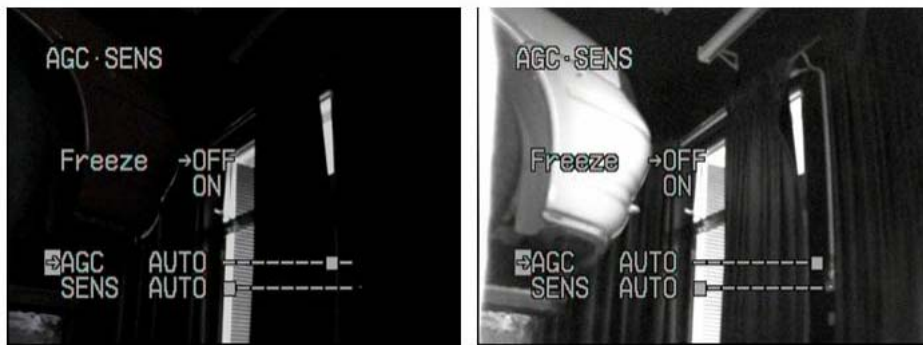 AGC·SENS
Freeze →OFF
ON
→AGC AUTO
SENS AUTO
AGC·SENS
Freeze →OFF
ON
→AGC AUTO
SENS AUTO